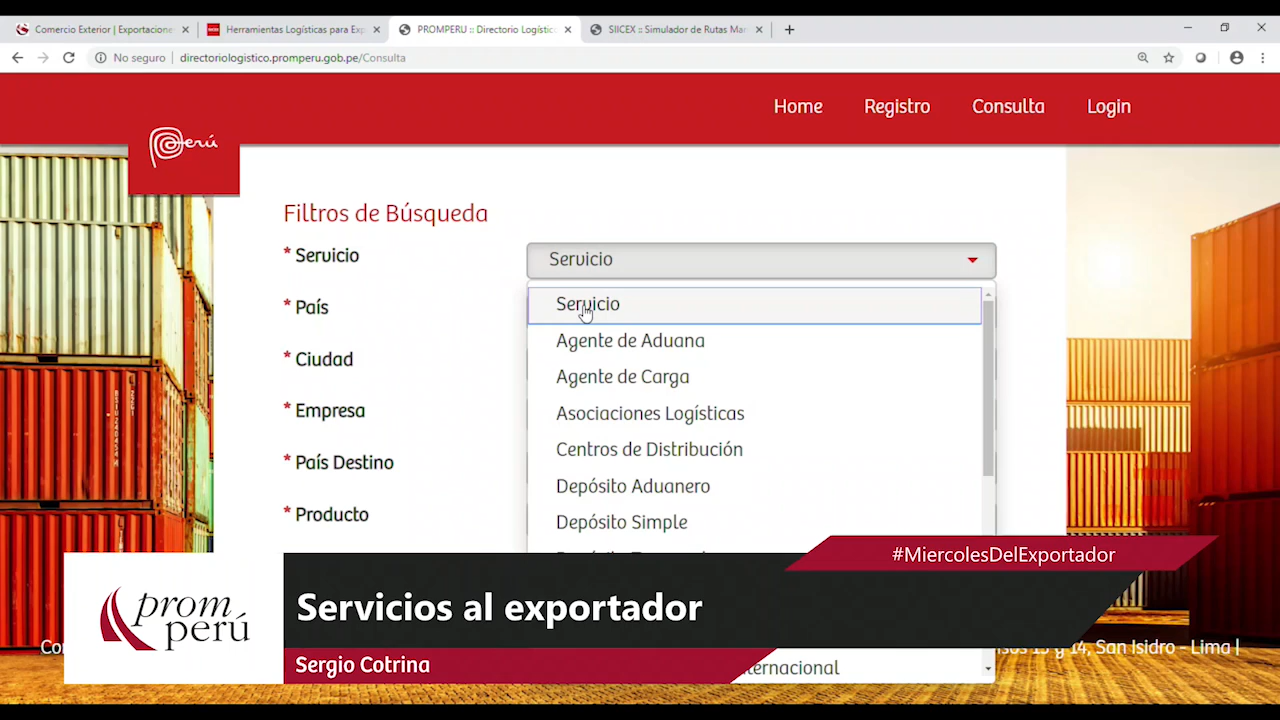 Comercio Exterior | Exportacione
Herramientas Logísticas para Exp
PROMPERU :: Directorio Logístic
SIICEX :: Simulador de Rutas Mar
No seguro | directoriologistico.promperu.gob.pe/Consulta
Home Registro Consulta Login
Perú
Filtros de Búsqueda
* Servicio
Servicio
Servicio
* País
Agente de Aduana
* Ciudad
Agente de Carga
* Empresa
Asociaciones Logísticas
Centros de Distribución
* País Destino
Depósito Aduanero
* Producto
Depósito Simple
#MiercolesDelExportador
prom
perú
Servicios al exportador
14, San Isidro - Lima |
Sergio Cotrina